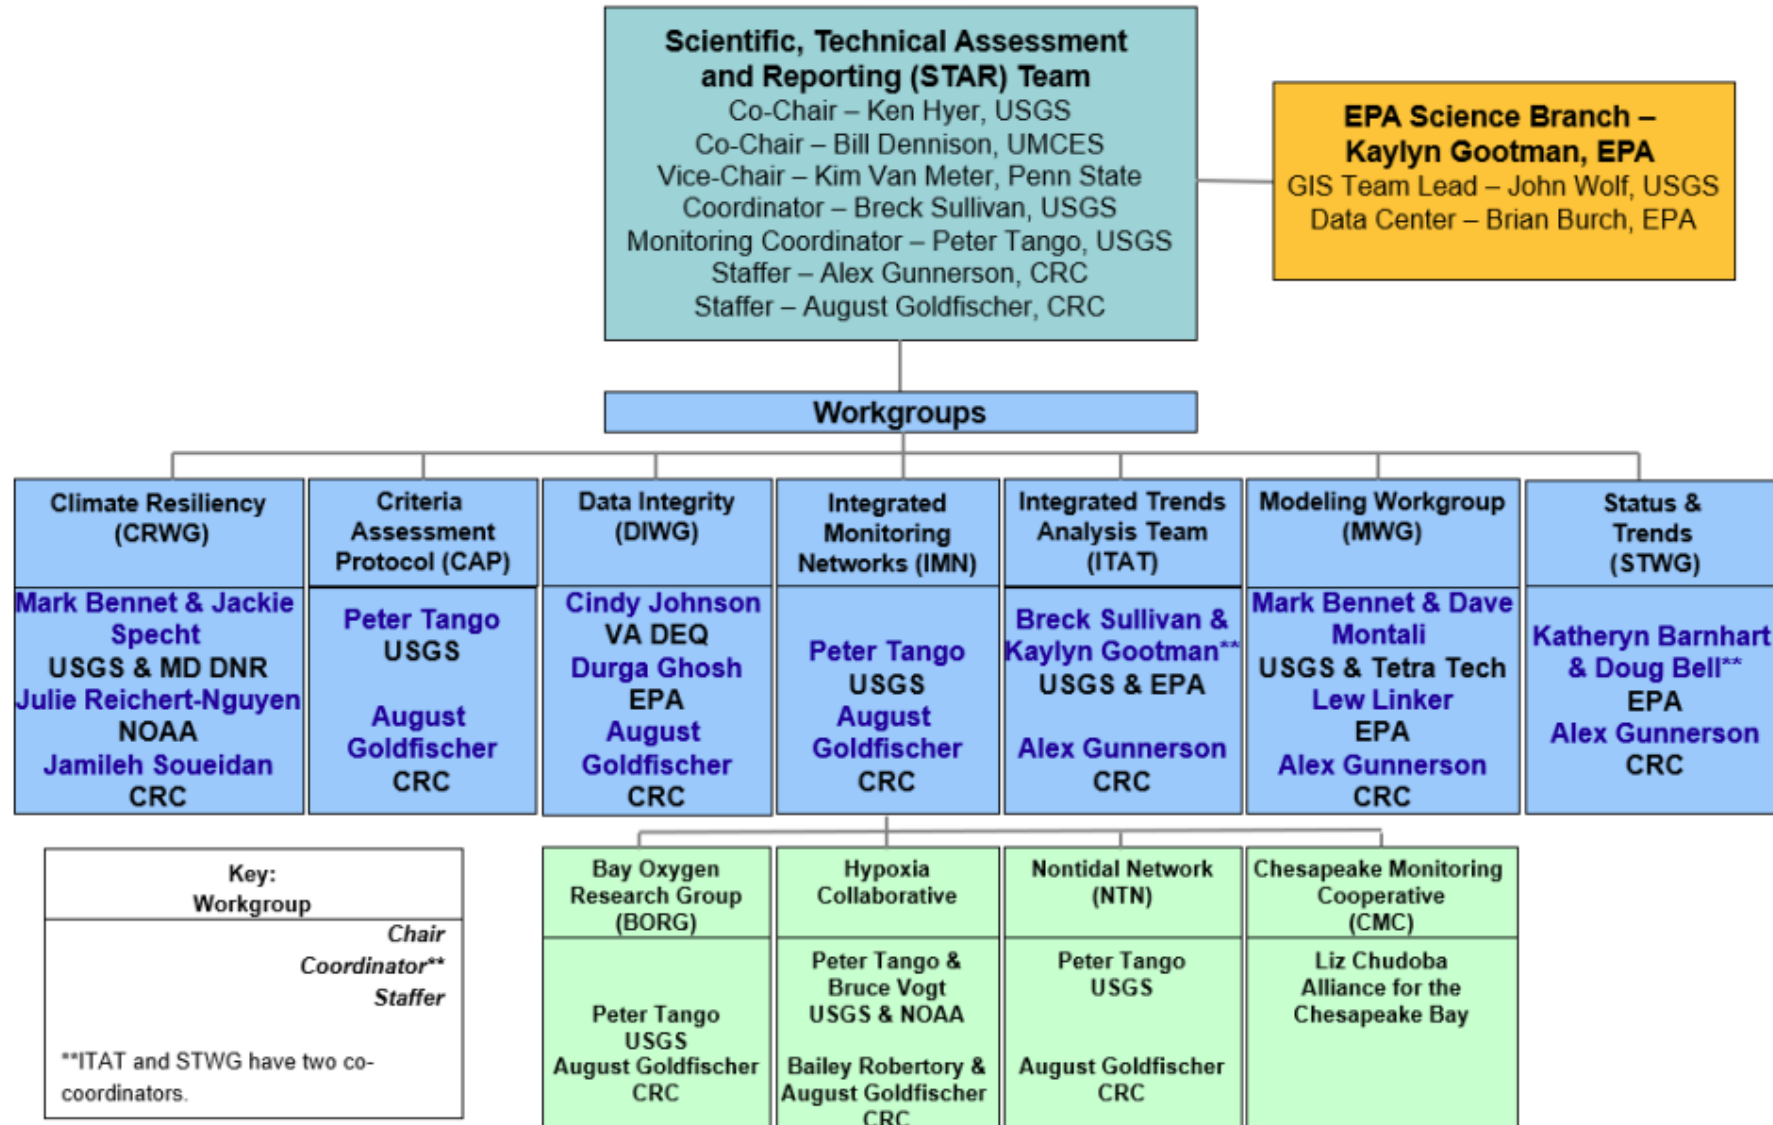 Scientific, Technical Assessment
and Reporting (STAR) Team
Co-Chair – Ken Hyer, USGS
Co-Chair – Bill Dennison, UMCES
Vice-Chair – Kim Van Meter, Penn State
Coordinator – Breck Sullivan, USGS
Monitoring Coordinator – Peter Tango, USGS
Staffer – Alex Gunnerson, CRC
Staffer – August Goldfischer, CRC
EPA Science Branch –
Kaylyn Gootman, EPA
GIS Team Lead – John Wolf, USGS
Data Center – Brian Burch, EPA
Workgroups
Climate Resiliency
(CRWG)
Mark Bennet & Jackie
Specht
USGS & MD DNR
Julie Reichert-Nguyen
NOAA
Jamileh Soueidan
CRC
Criteria
Assessment
Protocol (CAP)
Peter Tango
USGS
August
Goldfischer
CRC
Data Integrity
(DIWG)
Cindy Johnson
VA DEQ
Durga Ghosh
EPA
August
Goldfischer
CRC
Integrated
Monitoring
Networks (IMN)
Peter Tango
USGS
August
Goldfischer
CRC
Integrated Trends
Analysis Team
(ITAT)
Breck Sullivan &
Kaylyn Gootman**
USGS & EPA
Alex Gunnerson
CRC
Modeling Workgroup
(MWG)
Mark Bennet & Dave
Montali
USGS & Tetra Tech
Lew Linker
EPA
Alex Gunnerson
CRC
Status &
Trends
(STWG)
Katheryn Barnhart
& Doug Bell**
EPA
Alex Gunnerson
CRC
Key:
Workgroup
Chair
Coordinator**
Staffer
**ITAT and STWG have two co-
coordinators.
Bay Oxygen
Research Group
(BORG)
Peter Tango
USGS
August Goldfischer
CRC
Hypoxia
Collaborative
Peter Tango &
Bruce Vogt
USGS & NOAA
Bailey Robertory &
August Goldfischer
CRC
Nontidal Network
(NTN)
Peter Tango
USGS
August Goldfischer
CRC
Chesapeake Monitoring
Cooperative
(CMC)
Liz Chudoba
Alliance for the
Chesapeake Bay